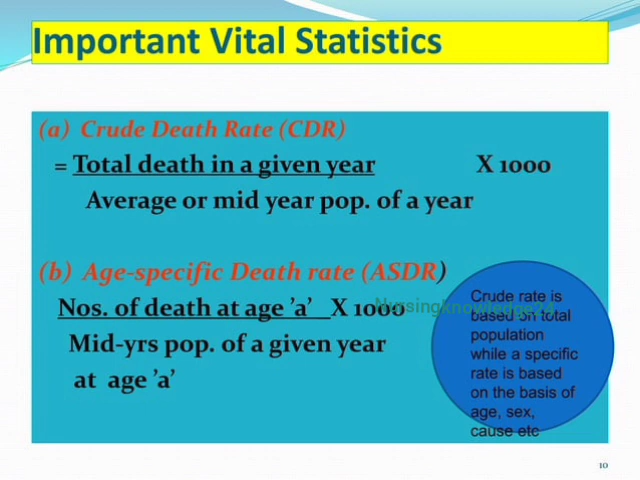 Important Vital Statistics
(a) Crude Death Rate (CDR)
= Total death in a given year X 1000
Average or mid year pop. of a year
(b) Age-specific Death rate (ASDR)
Nos. of death at age 'a' X 1000
Mid-yrs pop. of a given year
at age 'a'
Crude rate is
based on total
population
while a specific
rate is based
on the basis of
age, sex,
cause etc
10